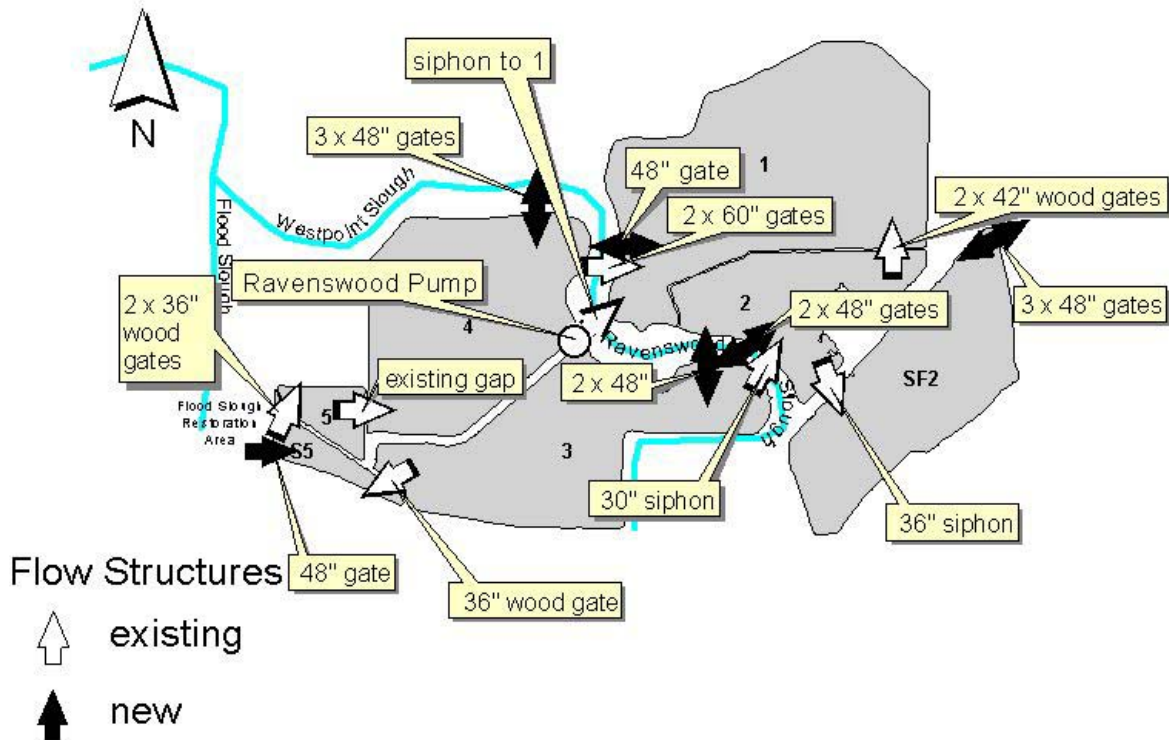 siphon to 1
N
3 x 48" gates
1
48" gate
Westpoint Slough
2 x 42" wood gates
2 x 60" gates
Flood Slough
Ravenswood Pump
2 x 36"
wood
gates
4
2
2 x 48" gates
3 x 48" gates
Ravenswood
Slough
existing gap
2 x 48"
SF2
Flood Slough
Restoration
Area
5
S5
3
30" siphon
36" siphon
Flow Structures
48" gate
36" wood gate
existing
new